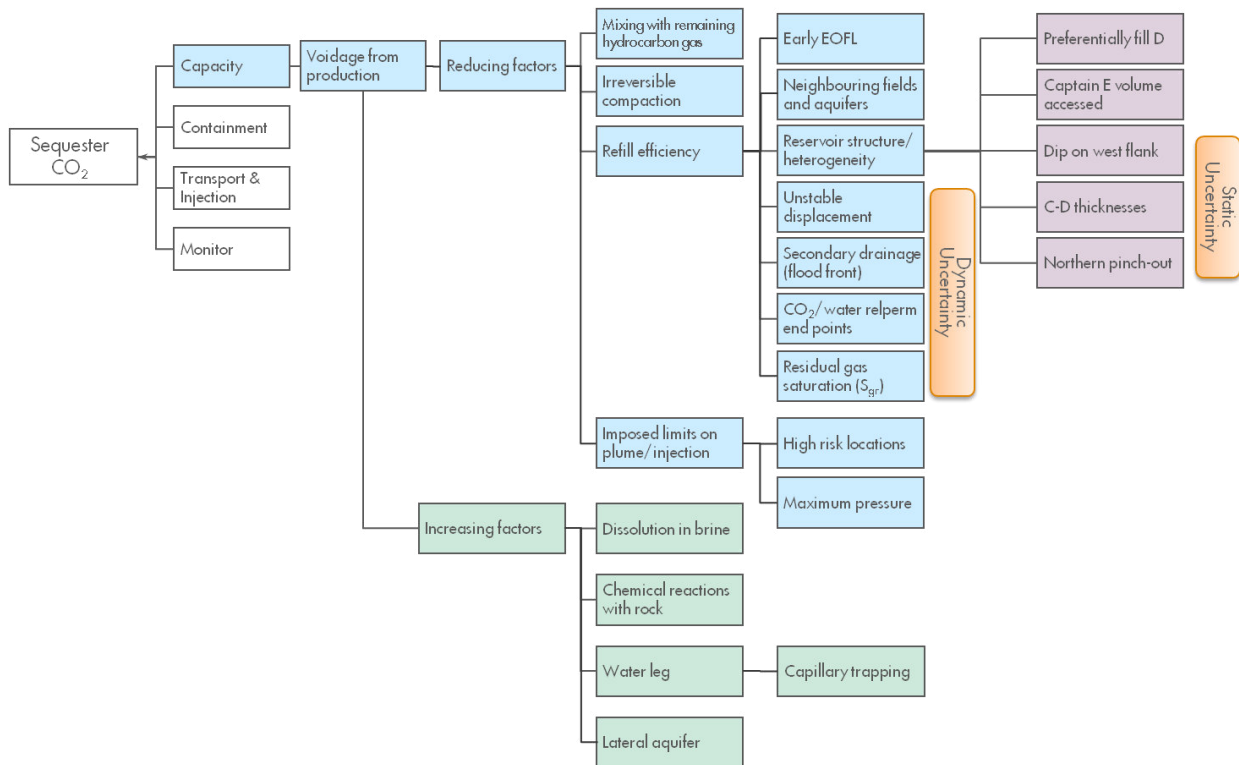 Sequester
CO₂
Capacity
Containment
Transport &
Injection
Monitor
Voidage from
production
Reducing factors
Increasing factors
Mixing with remaining
hydrocarbon gas
Irreversible
compaction
Refill efficiency
Imposed limits on
plume/injection
Dissolution in brine
Chemical reactions
with rock
Water leg
Lateral aquifer
Early EOFL
Neighbouring fields
and aquifers
Reservoir structure/
heterogeneity
Unstable
displacement
Secondary drainage
(flood front)
CO₂/ water relperm
end points
Residual gas
saturation (Sgr)
High risk locations
Maximum pressure
Capillary trapping
Dynamic
Uncertainty
Preferentially fill D
Captain E volume
accessed
Dip on west flank
C-D thicknesses
Northern pinch-out
Static
Uncertainty